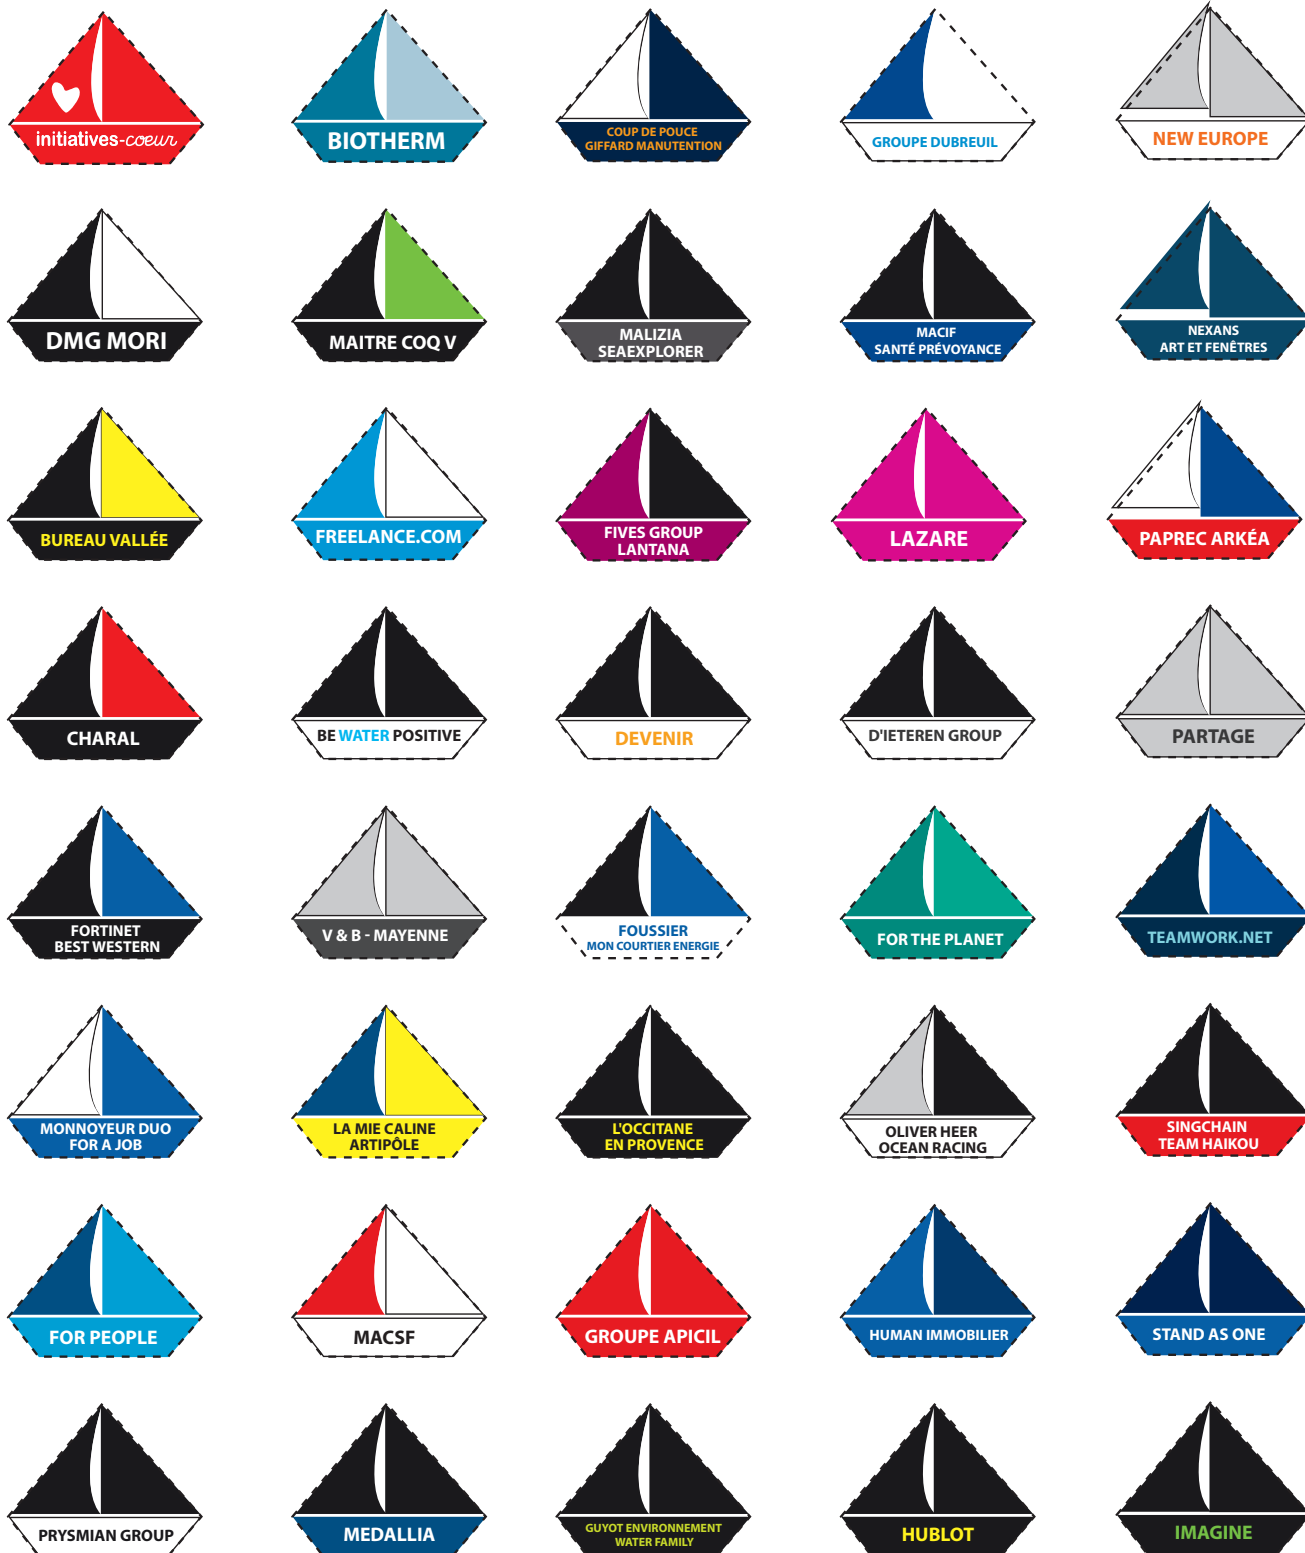 initiatives-coeur
BIOTHERM
COUP DE POUCE
GIFFARD MANUTENTION
GROUPE DUBREUIL
NEW EUROPE
DMG MORI
MAITRE COQ V
MALIZIA
SEAEXPLORER
MACIF
SANTÉ PRÉVOYANCE
NEXANS
ART ET FENÊTRES
BUREAU VALLÉE
FREELANCE.COM
FIVES GROUP
LANTANA
LAZARE
PAPREC ARKÉA
CHARAL
BE WATER POSITIVE
DEVENIR
D'IETEREN GROUP
PARTAGE
FORTINET
BEST WESTERN
V & B - MAYENNE
FOUSSIER
MON COURTIER ENERGIE
FOR THE PLANET
TEAMWORK.NET
MONNOYEUR DUO
FOR A JOB
LA MIE CALINE
ARTIPÔLE
L'OCCITANE
EN PROVENCE
OLIVER HEER
OCEAN RACING
SINGCHAIN
TEAM HAIKOU
FOR PEOPLE
MACSF
GROUPE APICIL
HUMAN IMMOBILIER
STAND AS ONE
PRYSMIAN GROUP
MEDALLIA
GUYOT ENVIRONNEMENT
WATER FAMILY
HUBLOT
IMAGINE